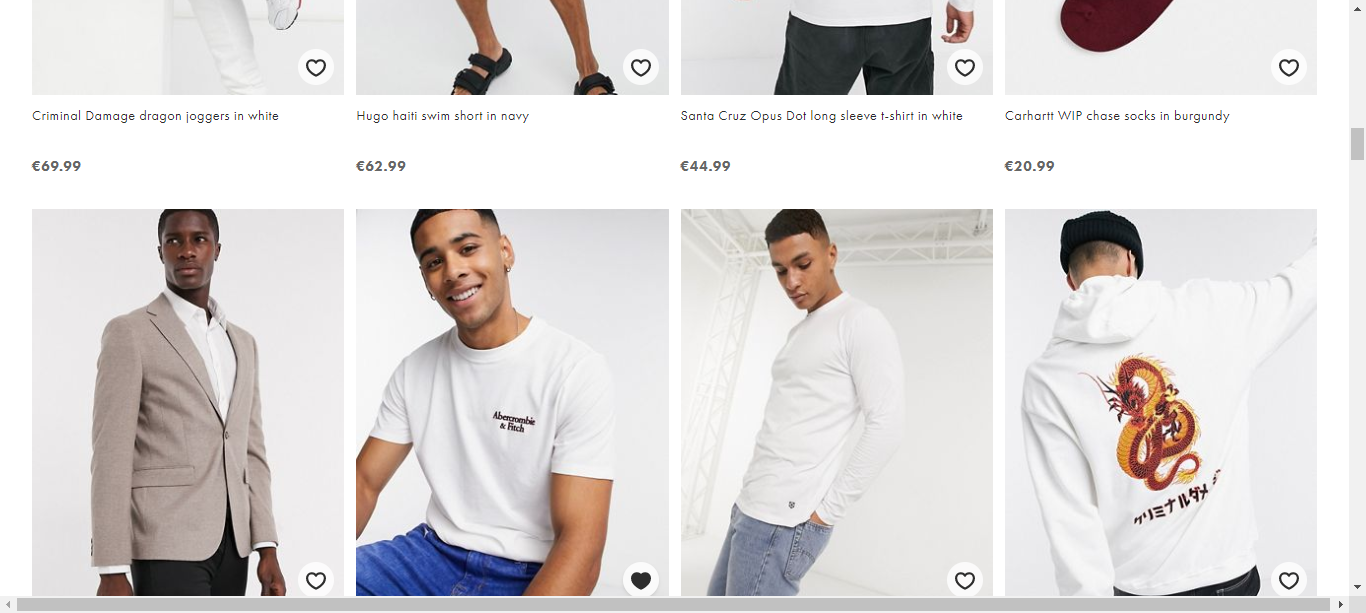 Criminal Damage dragon joggers in white
Hugo haiti swim short in navy
Santa Cruz Opus Dot long sleeve t-shirt in white
Carhartt WIP chase socks in burgundy
€69.99
€62.99
€44.99
€20.99
Abercrombie
& Fitch
クリミナルダメ